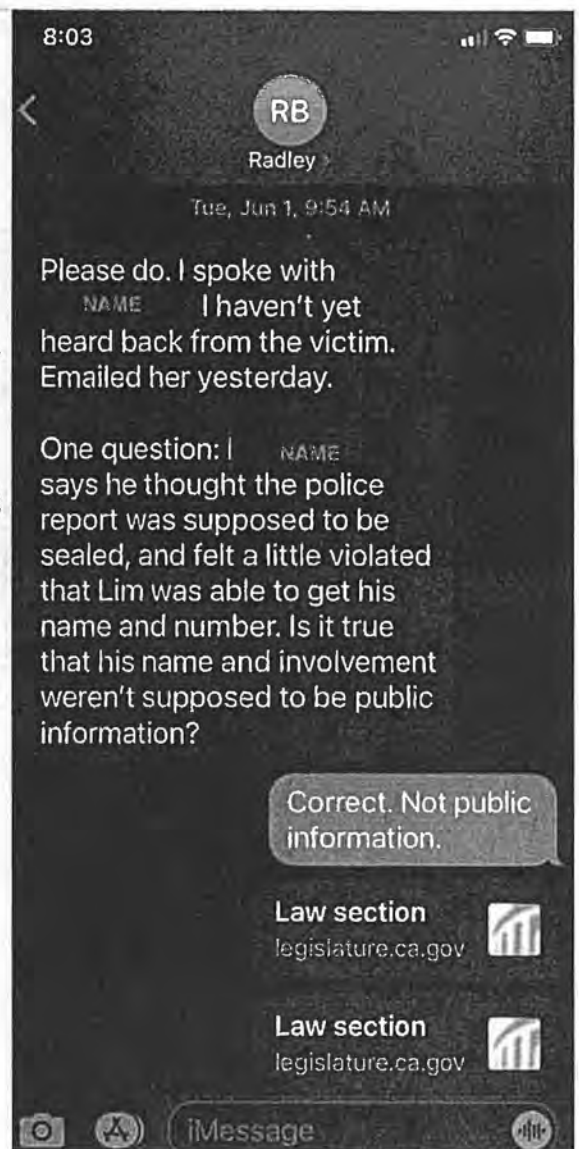 8:03
RB
Radley
Tue, Jun 1, 9:54 AM
Please do. I spoke with
NAME I haven't yet
heard back from the victim.
Emailed her yesterday.
One question: I NAME
says he thought the police
report was supposed to be
sealed, and felt a little violated
that Lim was able to get his
name and number. Is it true
that his name and involvement
weren't supposed to be public
information?
Correct. Not public
information.
Law section
legislature.ca.gov
Law section
legislature.ca.gov
iMessage